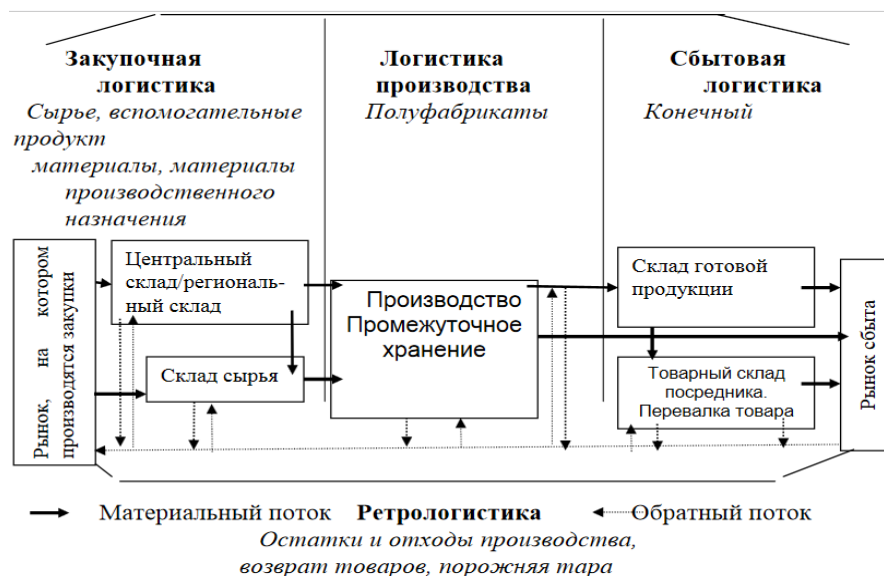 Закупочная
логистика
Сырье, вспомогательные
продукт
материалы, материалы
производственного
назначения
Логистика
производства
Полуфабрикаты
Сбытовая
логистика
Конечный
Рынок, на котором
производятся закупки
Центральный
склад/региональ-
ный склад
Склад сырья
Производство
Промежуточное
хранение
Склад готовой
продукции
Товарный склад
посредника.
Перевалка товара
Рынок сбыта
Материальный поток Ретрологистика Обратный поток
Остатки и отходы производства,
возврат товаров, порожняя тара